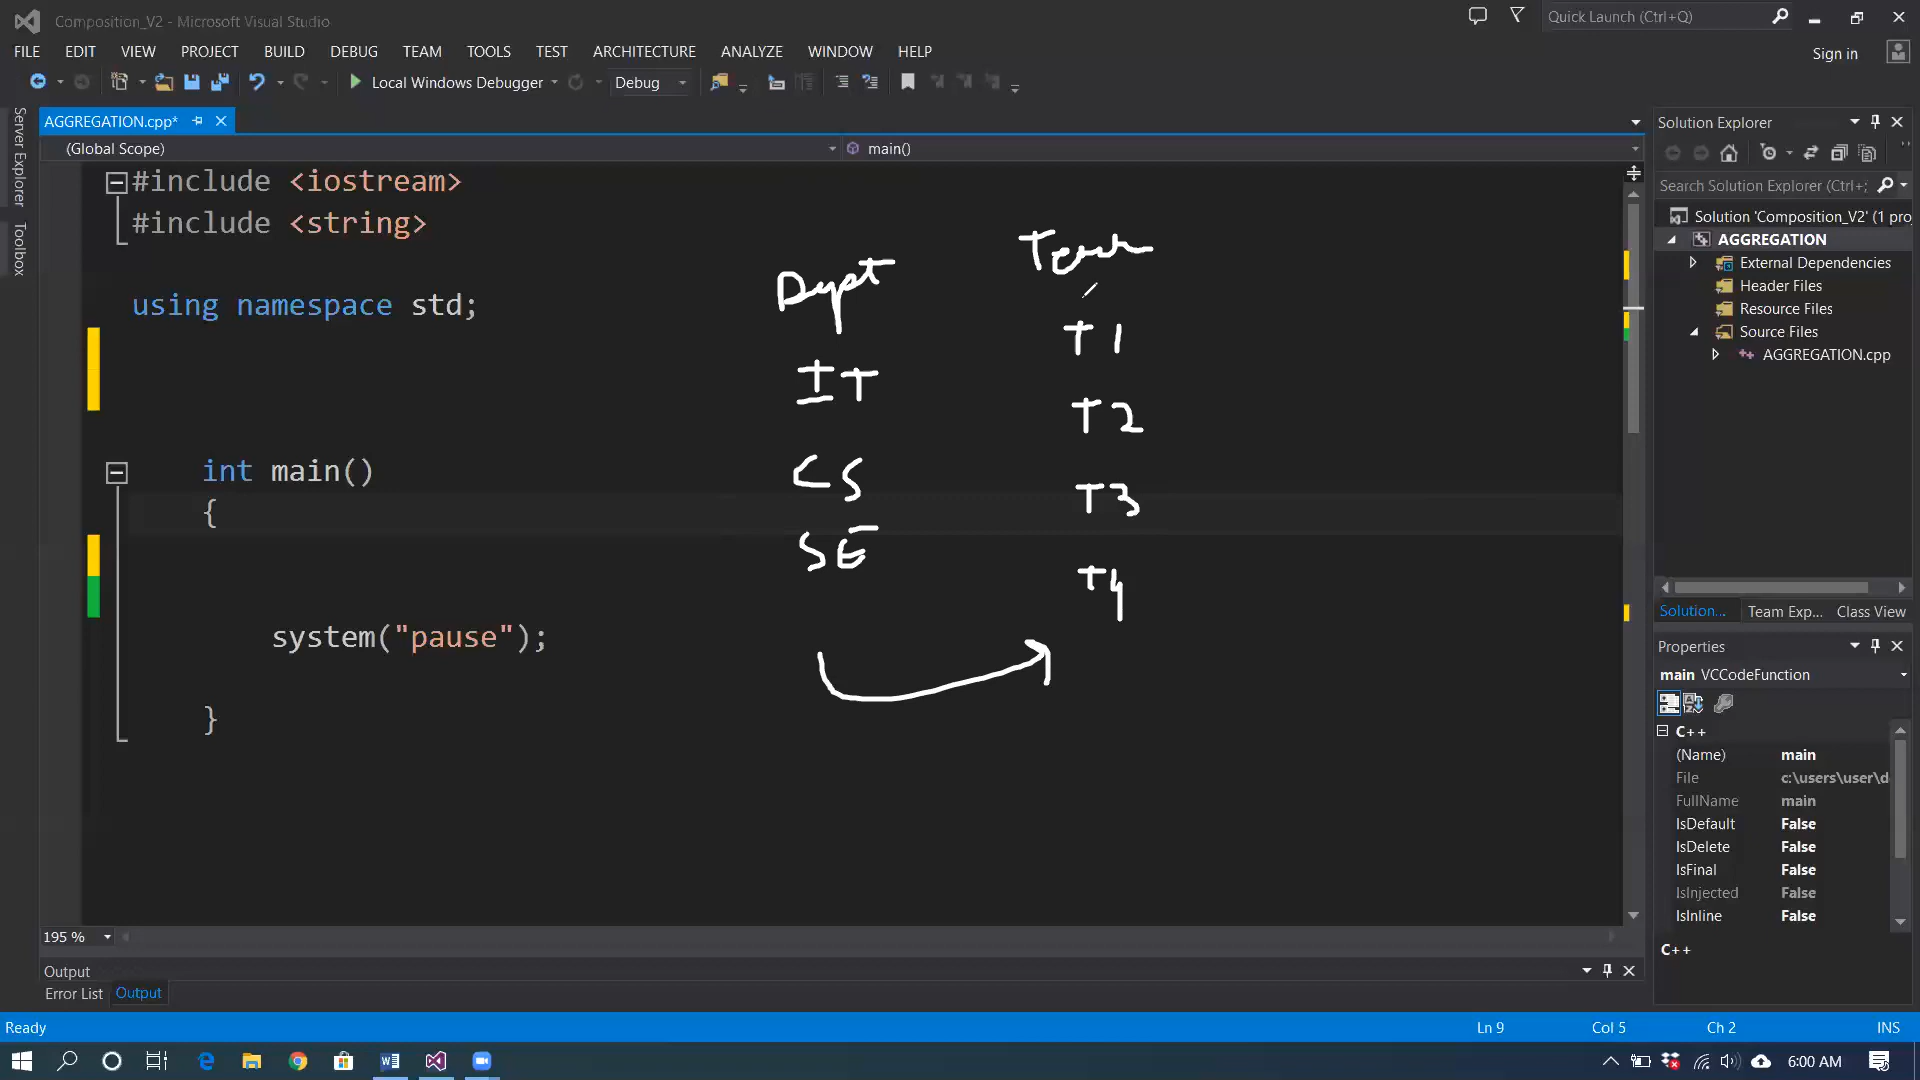 Composition_V2 - Microsoft Visual Studio
Quick Launch (Ctrl+Q)
FILE EDIT VIEW PROJECT BUILD DEBUG TEAM TOOLS TEST ARCHITECTURE ANALYZE WINDOW HELP
Sign in
Local Windows Debugger
Debug
Server Explorer
Toolbox
AGGREGATION.cpp*
(Global Scope)
main()
#include <iostream>
#include <string>
using namespace std;
int main()
{
system("pause");
}
Dept
IT
CS
SE
T1
T2
T3
T4
195 %
Output
Error List Output
Solution Explorer
Search Solution Explorer (Ctrl+;
Solution 'Composition_V2' (1 pro
AGGREGATION
External Dependencies
Header Files
Resource Files
Source Files
AGGREGATION.cpp
Solution... Team Exp... Class View
Properties
main VCCodeFunction
C++
(Name) main
File c:\users\user\d
FullName main
IsDefault False
IsDelete False
IsFinal False
IsInjected False
IsInline False
C++
Ready
Ln 9 Col 5 Ch 2 INS
6:00 AM